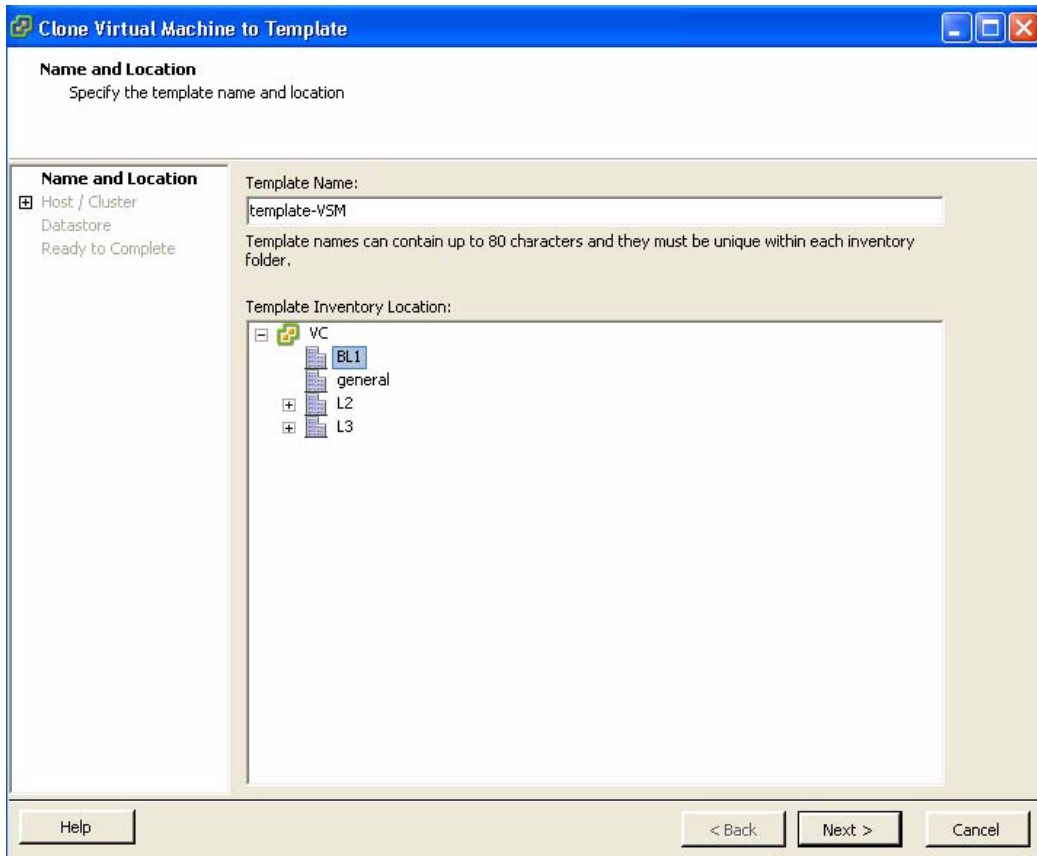 Clone Virtual Machine to Template
Name and Location
Specify the template name and location
Name and Location
Host / Cluster
Datastore
Ready to Complete
Template Name:
template-VSM
Template names can contain up to 80 characters and they must be unique within each inventory
folder.
Template Inventory Location:
VC
BL1
general
L2
L3
Help
< Back
Next >
Cancel